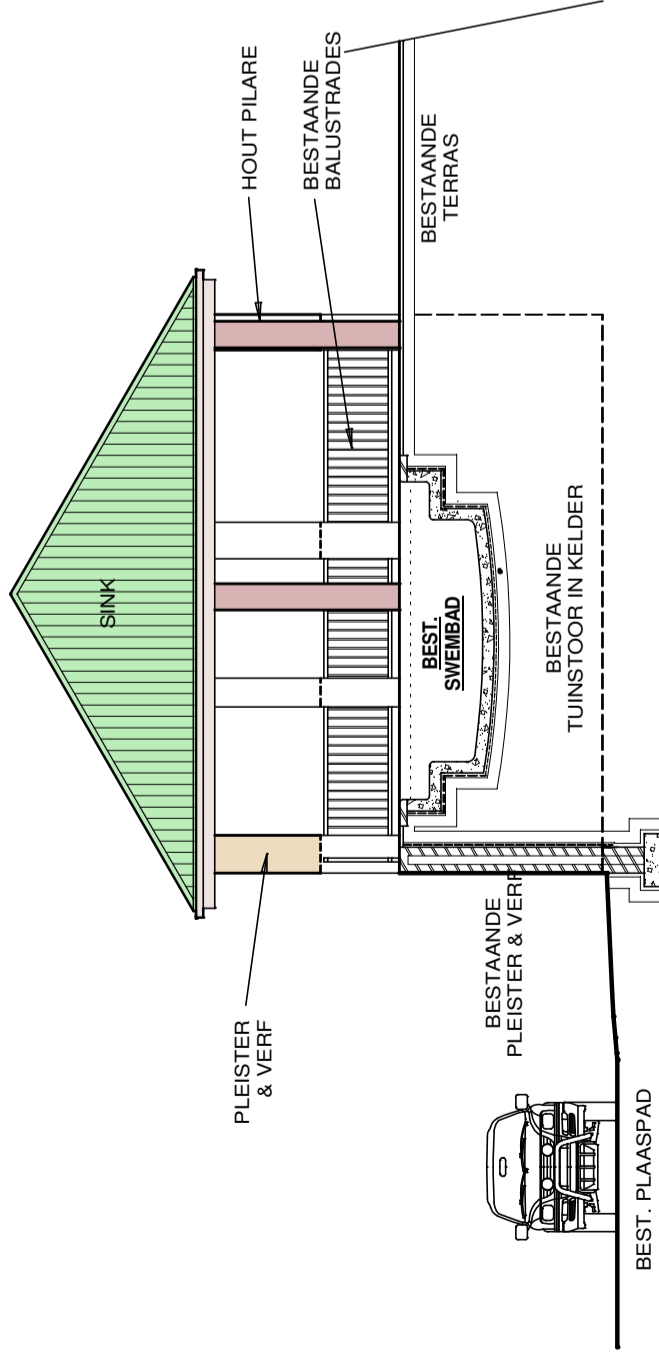 SINK
HOUT PILARE
BESTAANDE
BALUSTRADES
PLEISTER
& VERF
BESTAANDE
TERRAS
BEST.
SWEMBAD
BESTAANDE
TUINSTOOR IN KELDER
BESTAANDE
PLEISTER & VERF
BEST. PLAASPAD